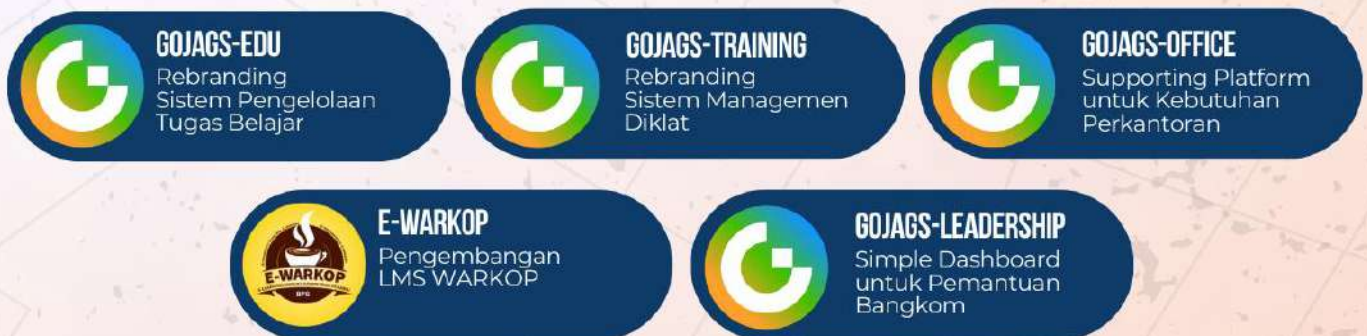 GOJAGS-EDU
Rebranding
Sistem Pengelolaan
Tugas Belajar
GOJAGS-TRAINING
Rebranding
Sistem Managemen
Diklat
GOJAGS-OFFICE
Supporting Platform
untuk Kebutuhan
Perkantoran
E-WARKOP
BPG
E-WARKOP
Pengembangan
LMS WARKOP
GOJAGS-LEADERSHIP
Simple Dashboard
untuk Pemantuan
Bangkom